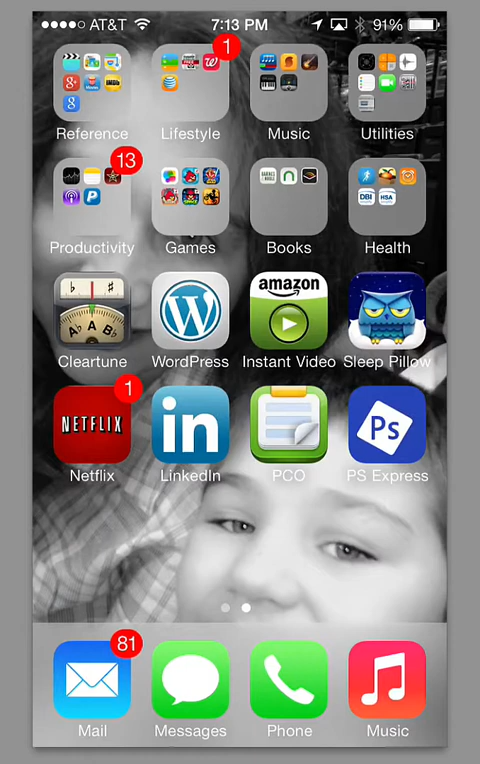 AT&T 7:13 PM 91%
1
Reference Lifestyle Music Utilities
13
Productivity Games Books Health
amazon
Cleartune WordPress Instant Video Sleep Pillow
1
NETFLIX in Ps
Netflix LinkedIn PCO PS Express
81
Mail Messages Phone Music